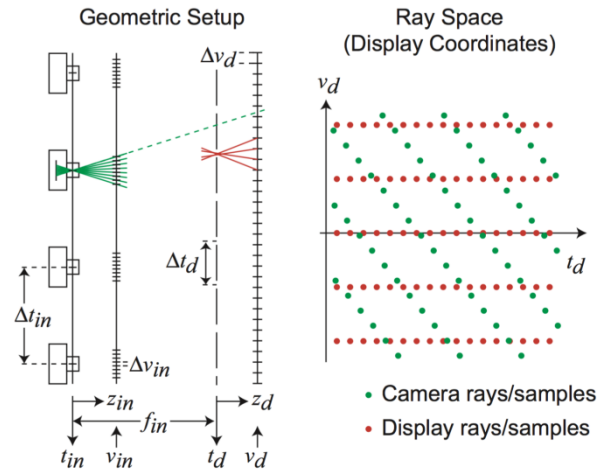 Geometric Setup
Δv_d
Δt_d
Δt_in
Δv_in
z_in
z_d
f_in
t_in
v_in
t_d
v_d
Ray Space
(Display Coordinates)
v_d
t_d
Camera rays/samples
Display rays/samples